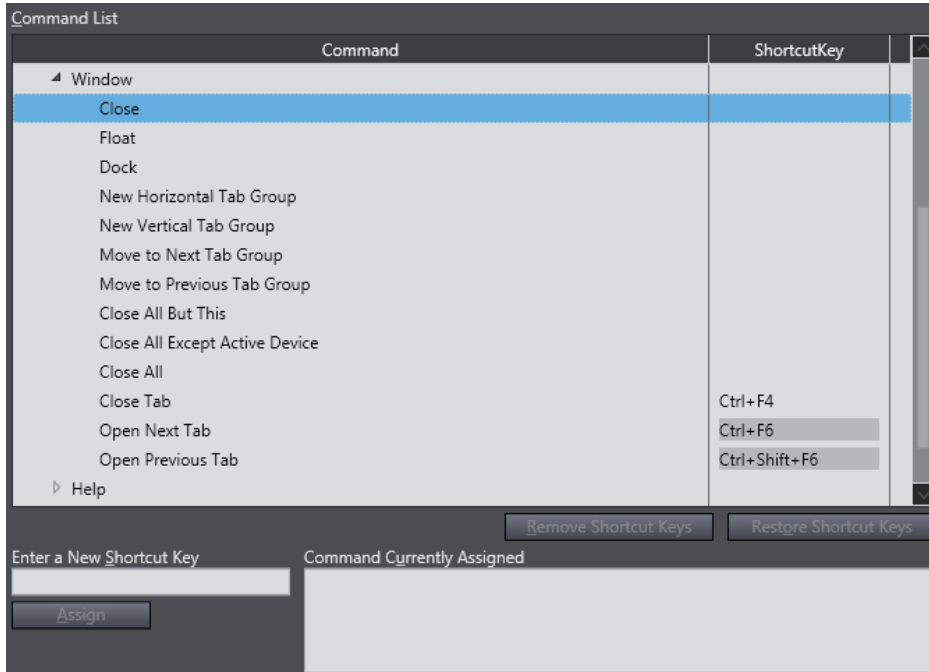 Command List
Command ShortcutKey
Window
Close
Float
Dock
New Horizontal Tab Group
New Vertical Tab Group
Move to Next Tab Group
Move to Previous Tab Group
Close All But This
Close All Except Active Device
Close All
Close Tab Ctrl+F4
Open Next Tab Ctrl+F6
Open Previous Tab Ctrl+Shift+F6
Help
Remove Shortcut Keys Restore Shortcut Keys
Enter a New Shortcut Key Command Currently Assigned
Assign